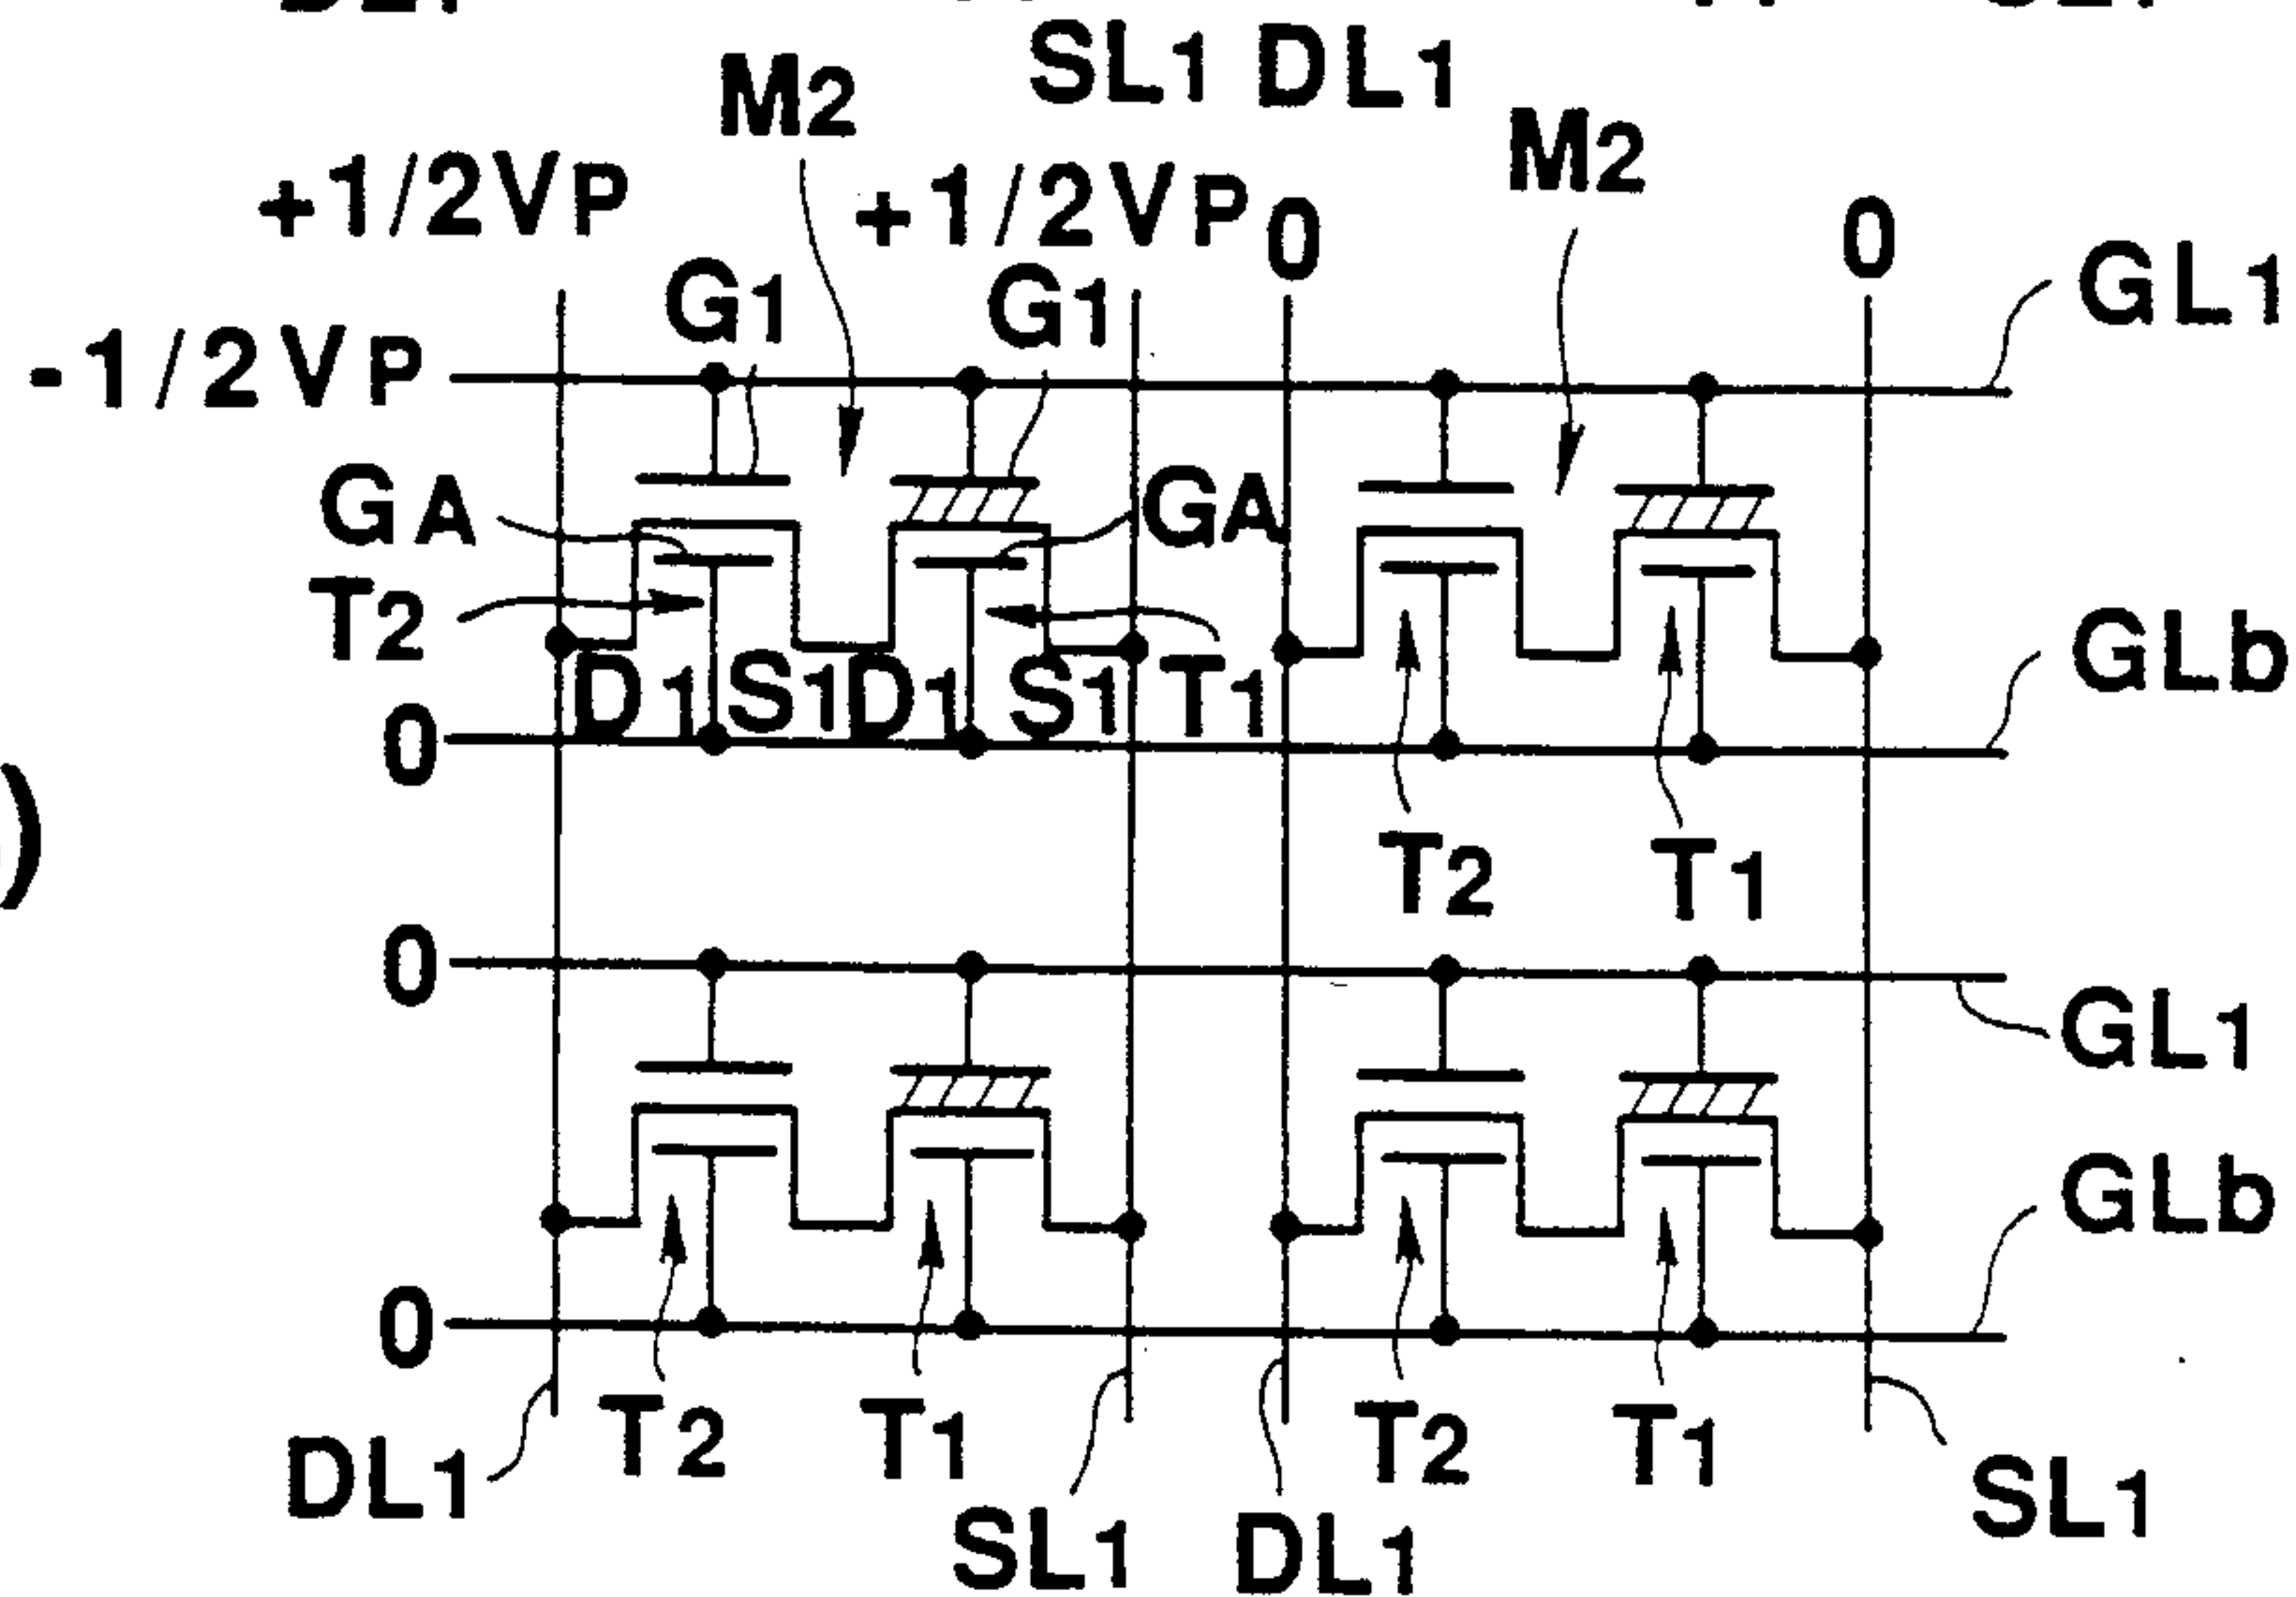 SL1 DL1
M2
M2
+1/2VP
+1/2VP
0
0
G1
G1
GL1
-1/2VP
GA
GA
T2
GLb
D1 S1 D1 S1 T1
0
)
T2
T1
0
GL1
GLb
0
T2
T1
T2
T1
DL1
SL1
DL1
SL1